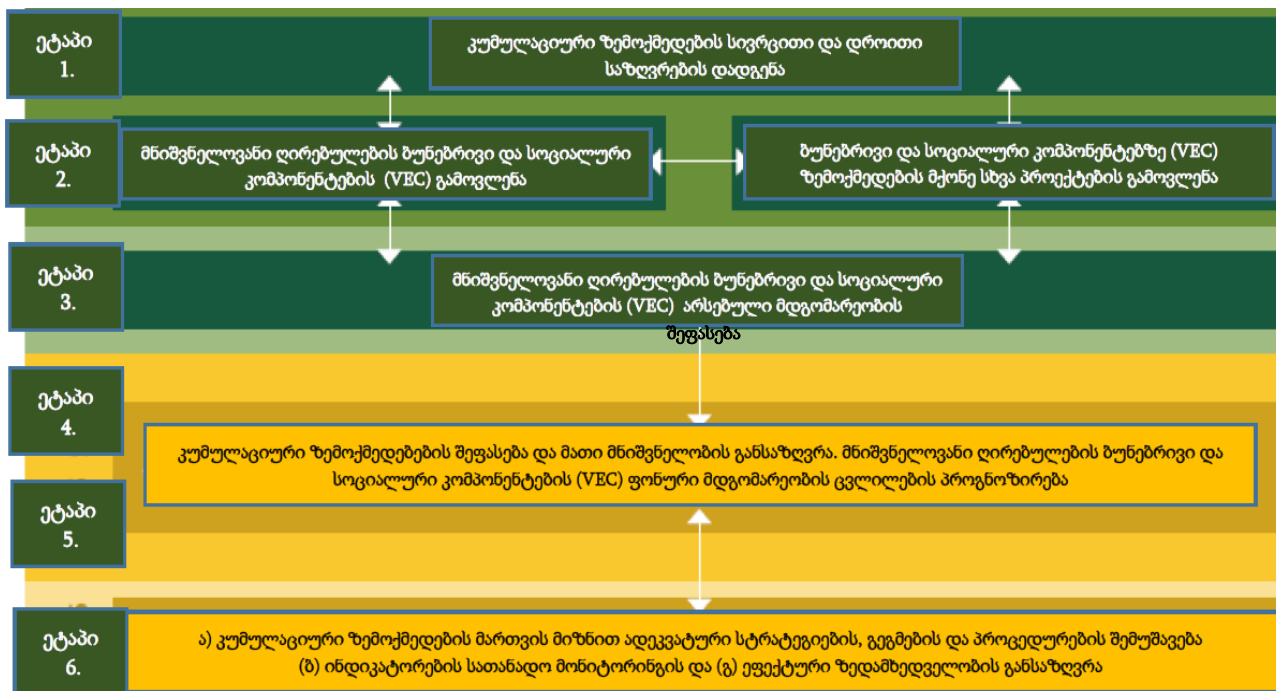 ეტაპი
1.
კუმულაციური ზემოქმედების სივრცითი და დროითი
საზღვრების დადგენა
ეტაპი
2.
მნიშვნელოვანი ღირებულების ბუნებრივი და სოციალური
კომპონენტების (VEC) გამოვლენა
ბუნებრივი და სოციალური კომპონენტებზე (VEC)
ზემოქმედების მქონე სხვა პროექტების გამოვლენა
ეტაპი
3.
მნიშვნელოვანი ღირებულების ბუნებრივი და სოციალური
კომპონენტების (VEC) არსებული მდგომარეობის
შეფასება
ეტაპი
4.
კუმულაციური ზემოქმედებების შეფასება და მათი მნიშვნელობის განსაზღვრა. მნიშვნელოვანი ღირებულების ბუნებრივი და
სოციალური კომპონენტების (VEC) ფონური მდგომარეობის ცვლილების პროგნოზირება
ეტაპი
5.
ეტაპი
6.
ა) კუმულაციური ზემოქმედების მართვის მიზნით ადეკვატური სტრატეგიების, გეგმების და პროცედურების შემუშავება
(ბ) ინდიკატორების სათანადო მონიტორინგის და (გ) ეფექტური ზედამხედველობის განსაზღვრა